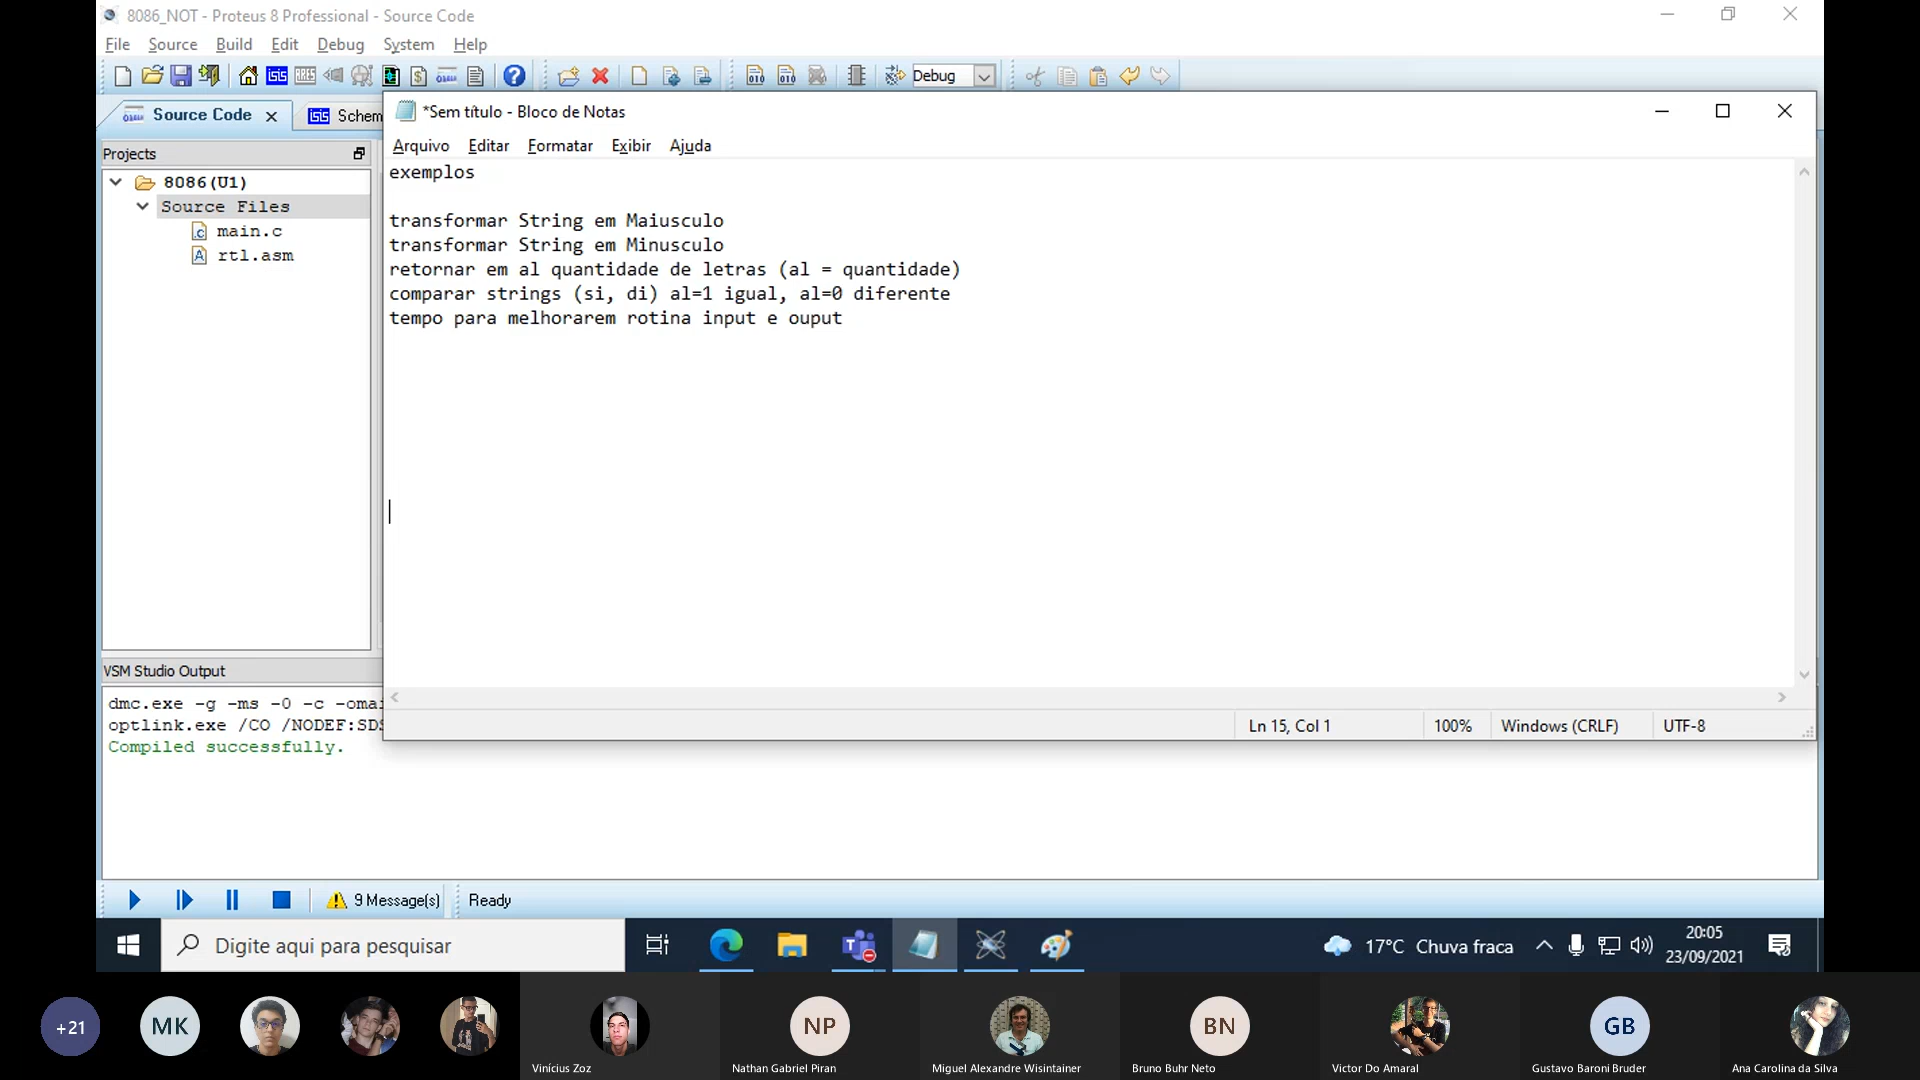 8086_NOT - Proteus 8 Professional - Source Code
File Source Build Edit Debug System Help
Debug
Source Code
Schem
*Sem título - Bloco de Notas
Arquivo Editar Formatar Exibir Ajuda
Projects
8086(U1)
Source Files
main.c
rtl.asm
exemplos
transformar String em Maiusculo
transformar String em Minusculo
retornar em al quantidade de letras (al = quantidade)
comparar strings (si, di) al=1 igual, al=0 diferente
tempo para melhorarem rotina input e ouput
Ln 15, Col 1
100%
Windows (CRLF)
UTF-8
VSM Studio Output
dmc.exe -g -ms -0 -c -omai
optlink.exe /CO /NODEF:SDS
Compiled successfully.
9 Message(s)
Ready
Digite aqui para pesquisar
17°C Chuva fraca
20:05
23/09/2021
+21
MK
NP
BN
GB
Vinícius Zoz
Nathan Gabriel Piran
Miguel Alexandre Wisintainer
Bruno Buhr Neto
Victor Do Amaral
Gustavo Baroni Bruder
Ana Carolina da Silva